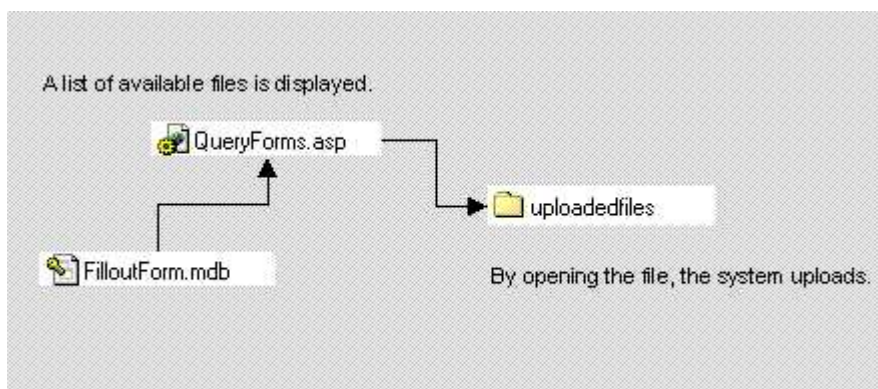 A list of available files is displayed.
QueryForms.asp
uploadedfiles
FilloutForm.mdb
By opening the file, the system uploads.